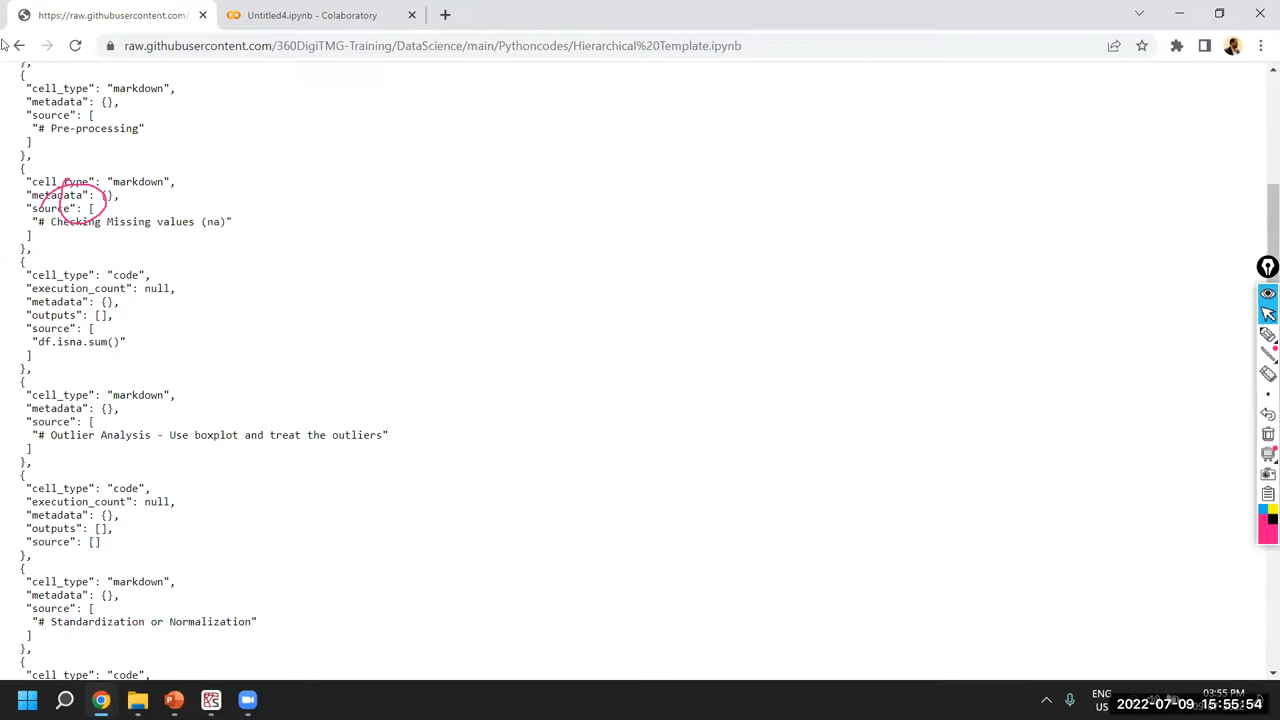 https://raw.githubusercontent.com/
Untitled4.ipynb - Colaboratory
raw.githubusercontent.com/360DigiTMG-Training/DataScience/main/Pythoncodes/Hierarchical%20Template.ipynb
},
{
"cell_type": "markdown",
"metadata": {},
"source": [
"# Pre-processing"
]
},
{
"cell_type": "markdown",
"metadata": {},
"source": [
"# Checking Missing values (na)"
]
},
{
"cell_type": "code",
"execution_count": null,
"metadata": {},
"outputs": [],
"source": [
"df.isna.sum()"
]
},
{
"cell_type": "markdown",
"metadata": {},
"source": [
"# Outlier Analysis - Use boxplot and treat the outliers"
]
},
{
"cell_type": "code",
"execution_count": null,
"metadata": {},
"outputs": [],
"source": []
},
{
"cell_type": "markdown",
"metadata": {},
"source": [
"# Standardization or Normalization"
]
},
{
"cell_type": "code",
ENG
US
03:55 PM
2022-07-09 15:55:54